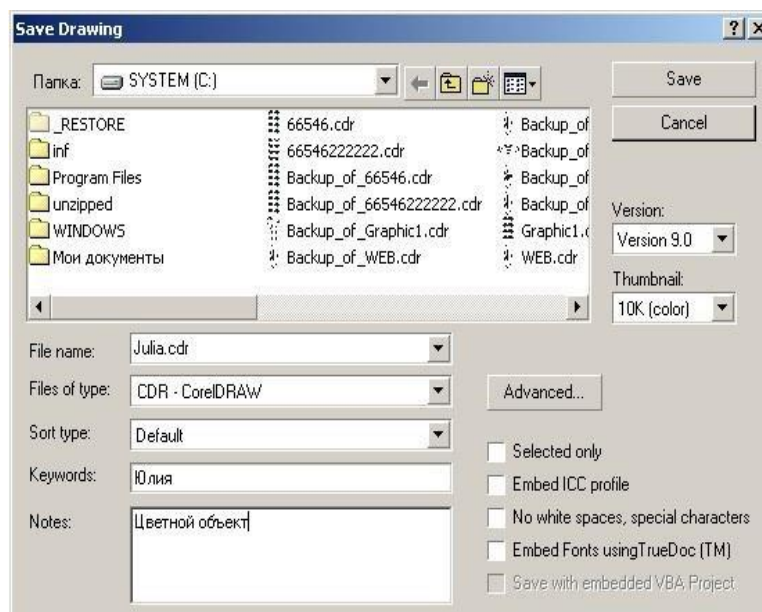 Save Drawing
Папка: SYSTEM (C:)
Save
Cancel
_RESTORE
inf
Program Files
unzipped
WINDOWS
Мои документы
66546.cdr
66546222222.cdr
Backup_of_66546.cdr
Backup_of_66546222222.cdr
Backup_of_Graphic1.cdr
Backup_of_WEB.cdr
Backup_of
Backup_of
Backup_of
Backup_of
Graphic1.c
WEB.cdr
Version:
Version 9.0
Thumbnail:
10K (color)
File name: Julia.cdr
Files of type: CDR - CorelDRAW
Advanced...
Sort type: Default
Keywords: Юлия
Notes: Цветной объект
Selected only
Embed ICC profile
No white spaces, special characters
Embed Fonts usingTrueDoc (TM)
Save with embedded VBA Project